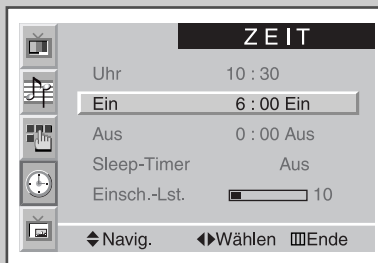 ZEIT
Uhr 10 : 30
Ein 6 : 00 Ein
Aus 0 : 00 Aus
Sleep-Timer Aus
Einsch.-Lst. 10
Navig. Wählen Ende